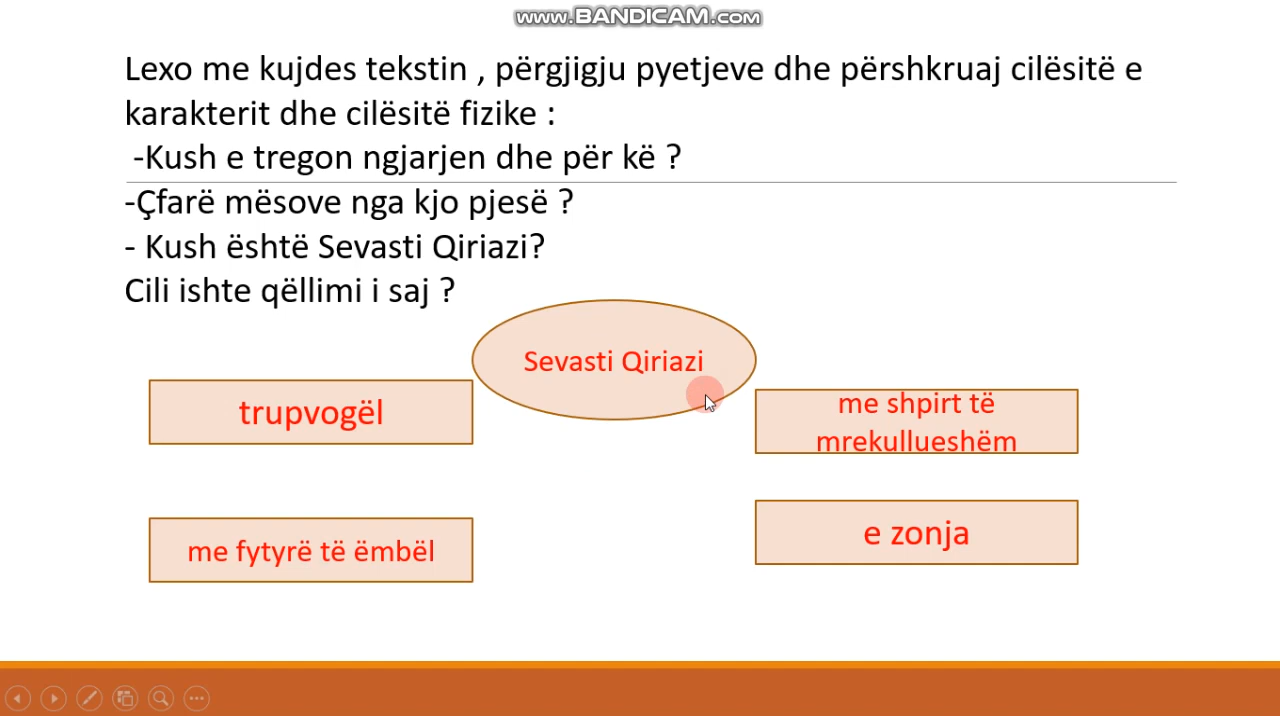 www.BANDICAM.com
Lexo me kujdes tekstin , përgjigju pyetjeve dhe përshkruaj cilësitë e
karakterit dhe cilësitë fizike :
-Kush e tregon ngjarjen dhe për kë ?
-Çfarë mësove nga kjo pjesë ?
- Kush është Sevasti Qiriazi?
Cili ishte qëllimi i saj ?
Sevasti Qiriazi
trupvogël
me shpirt të
mrekullueshëm
me fytyrë të ëmbël
e zonja